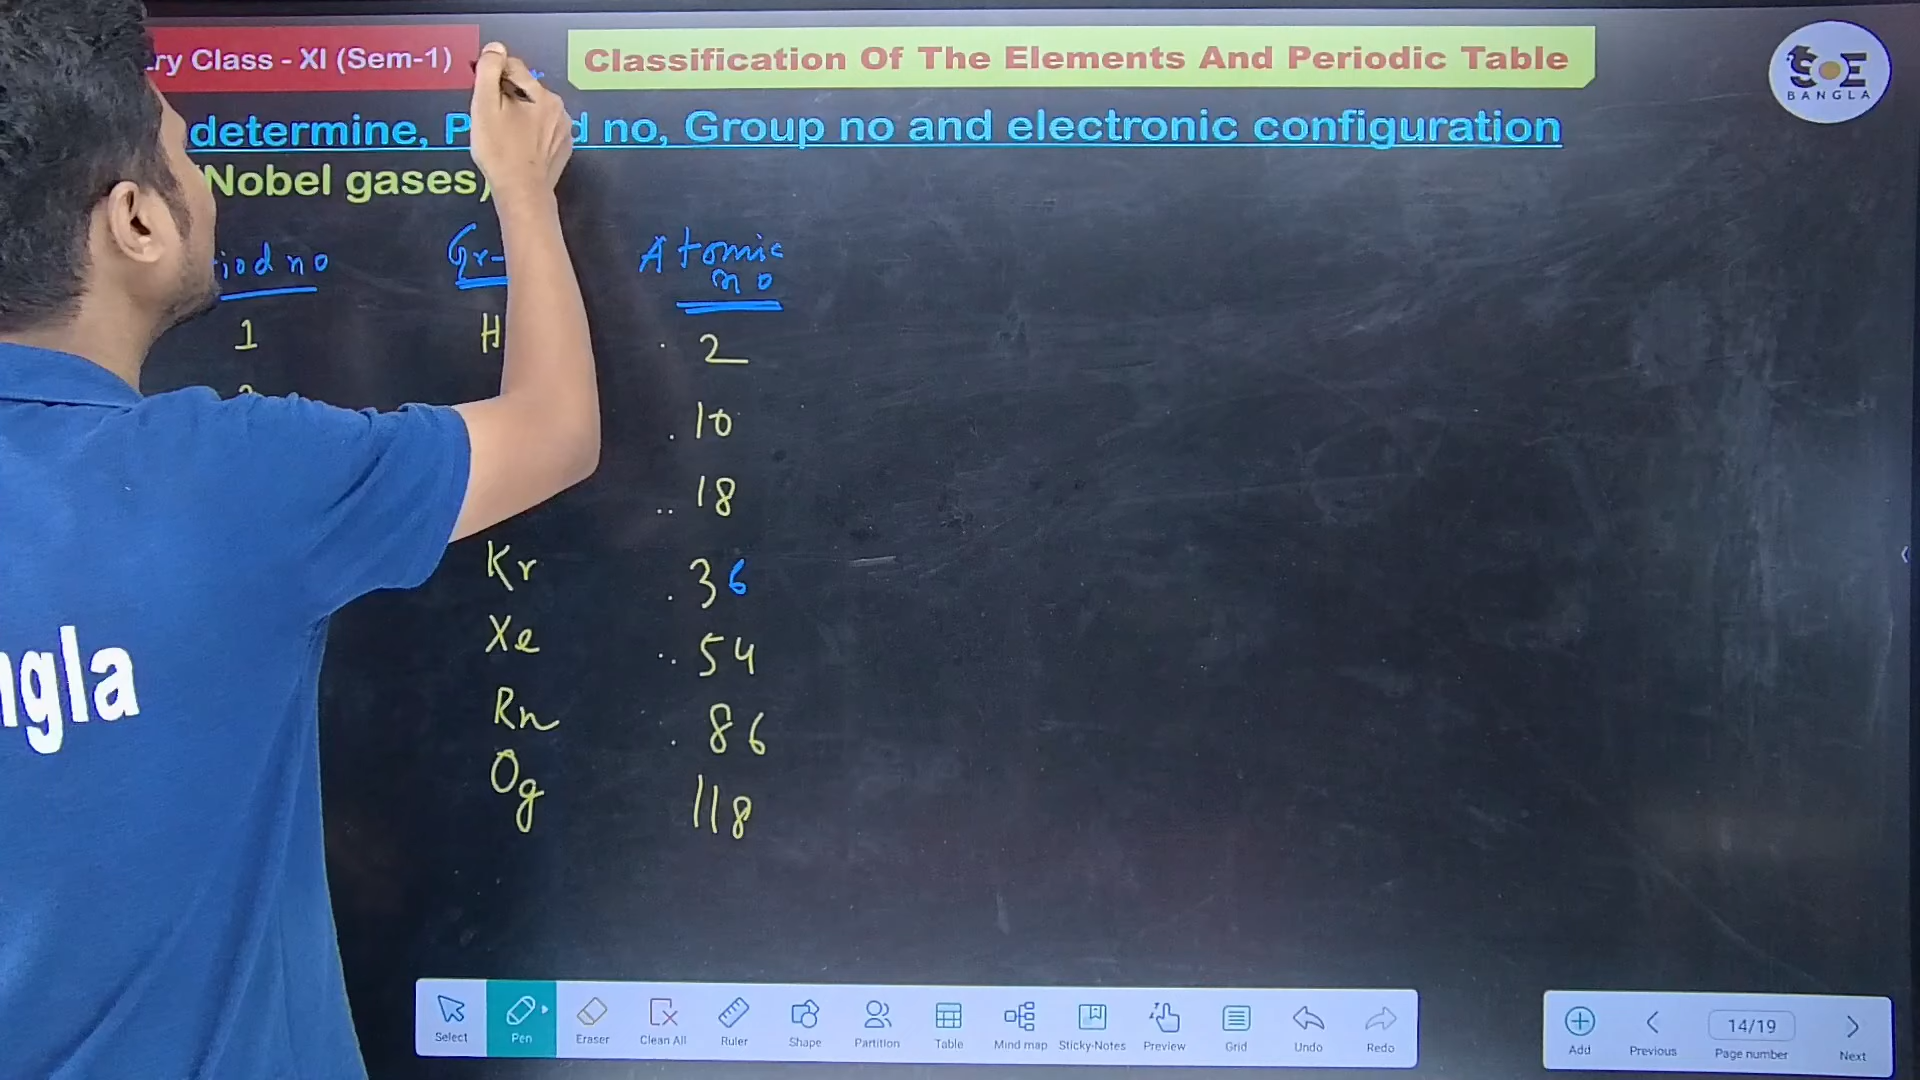 ry Class - XI (Sem-1)
Classification Of The Elements And Periodic Table
SOE
BANGLA
determine, P d no, Group no and electronic configuration
(Nobel gases)
iod no Gr- Atomic no
1 H 2
10
18
Kr 36
Xe 54
Rn 86
Og 118
ngla
Select Pen Eraser Clean All Ruler Shape Partition Table Mind map Sticky-Notes Preview Grid Undo Redo
Add Previous 14/19 Page number Next